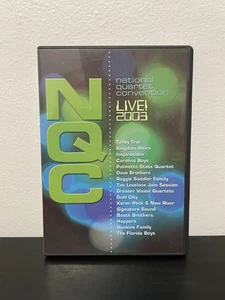 NQC
national
quartet
convention
LIVE!
2003
Talley Trio
Kingdom Heirs
Inspirations
Carolina Boys
Palmetto State Quartet
Dove Brothers
Reggie Saddler Family
Tim Lovelace Jam Session
Greater Vision Quartets
Gold City
Karen Peck & New River
Signature Sound
Booth Brothers
Hoppers
Hoskins Family
The Florida Boys